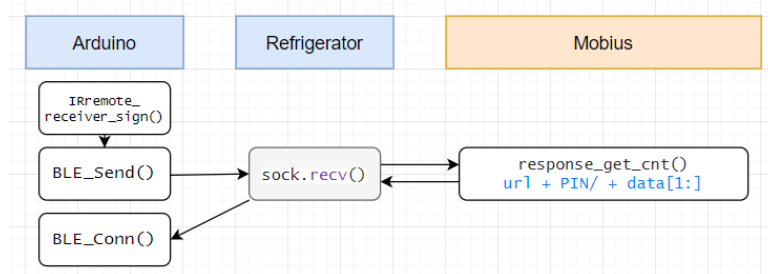 Arduino
Refrigerator
Mobius
IRremote_
receiver_sign()
BLE_Send()
sock.recv()
response_get_cnt()
url + PIN/ + data[1:]
BLE_Conn()